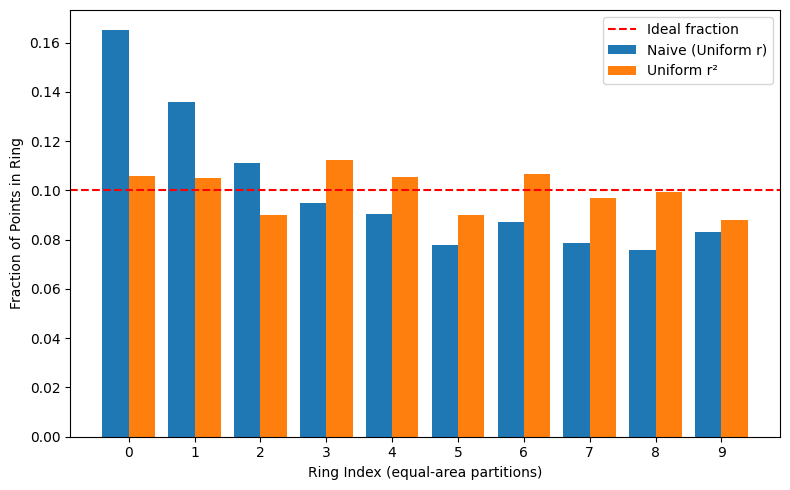 Fraction of Points in Ring
0.16
0.14
0.12
0.10
0.08
0.06
0.04
0.02
0.00
Ideal fraction
Naive (Uniform r)
Uniform r²
0 1 2 3 4 5 6 7 8 9
Ring Index (equal-area partitions)